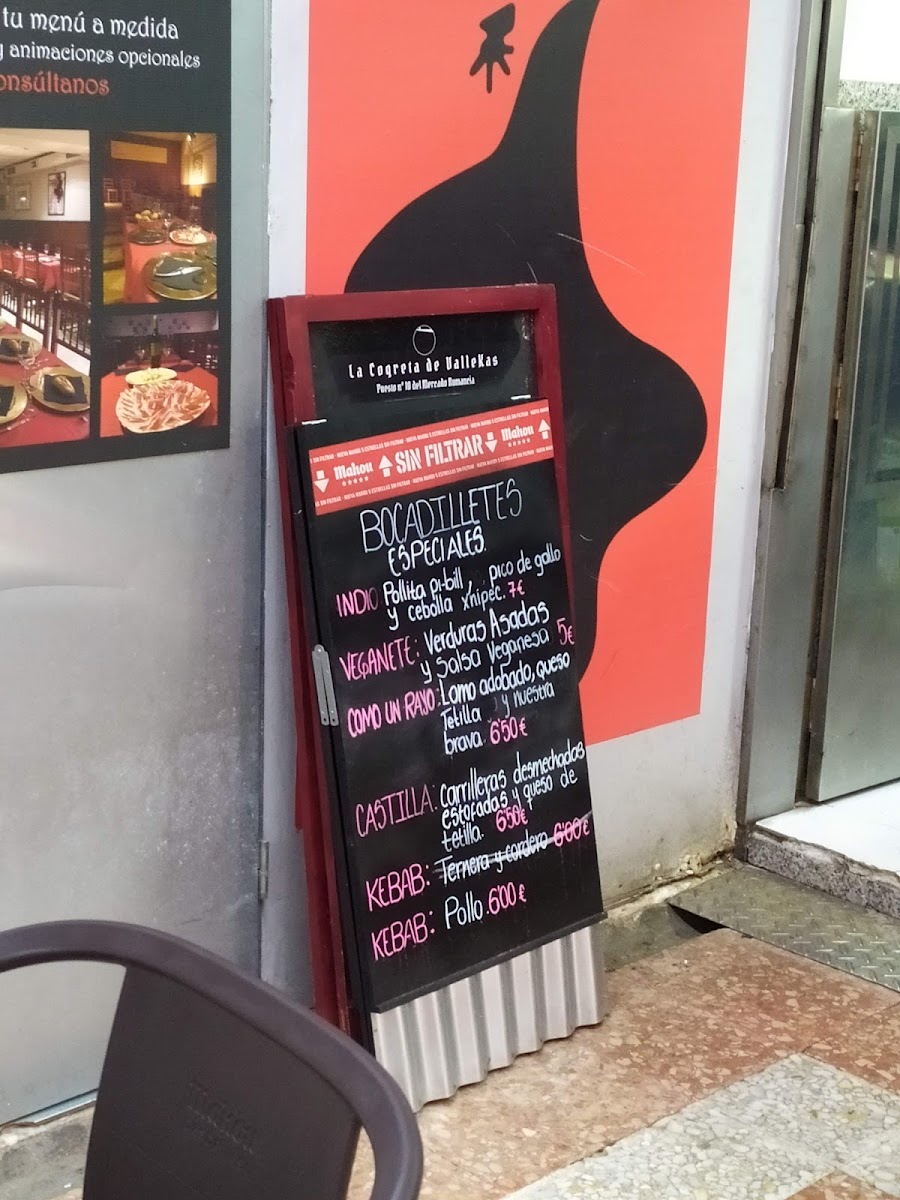 tu menú a medida
y animaciones opcionales
onsúltanos
La Cogreta de Vallekas
Puesto nº 10 del Mercado Numancia
Mahou SIN FILTRAR Mahou
BOCADILLETES
ESPECIALES.
INDIO Pollita pi-bill, pico de gallo
y cebolla xnipec. 7€
VEGANETE: Verduras Asadas
y Salsa Veganesa 5€
COMO UN RAYO: Lomo adobado, queso
Tetilla y nuestra
brava. 6'50€
CASTILLA: Carrilleras desmechadas
estofadas y queso de
tetilla. 6'50€
KEBAB: Ternera y cordero 6'00€
KEBAB: Pollo. 6'00€